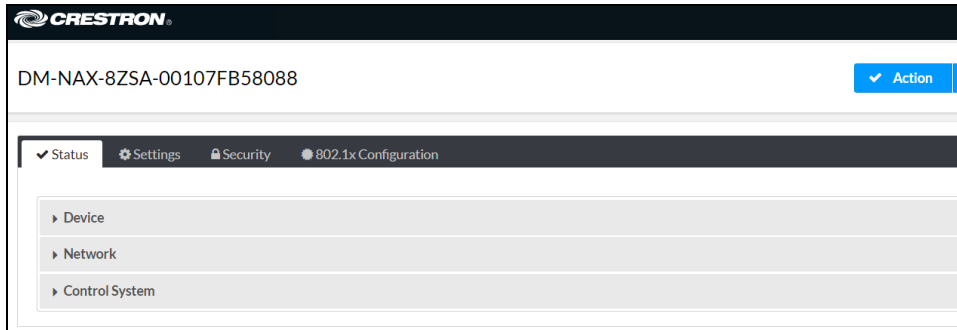 CRESTRON®
DM-NAX-8ZSA-00107FB58088
Action
Status Settings Security 802.1x Configuration
Device
Network
Control System